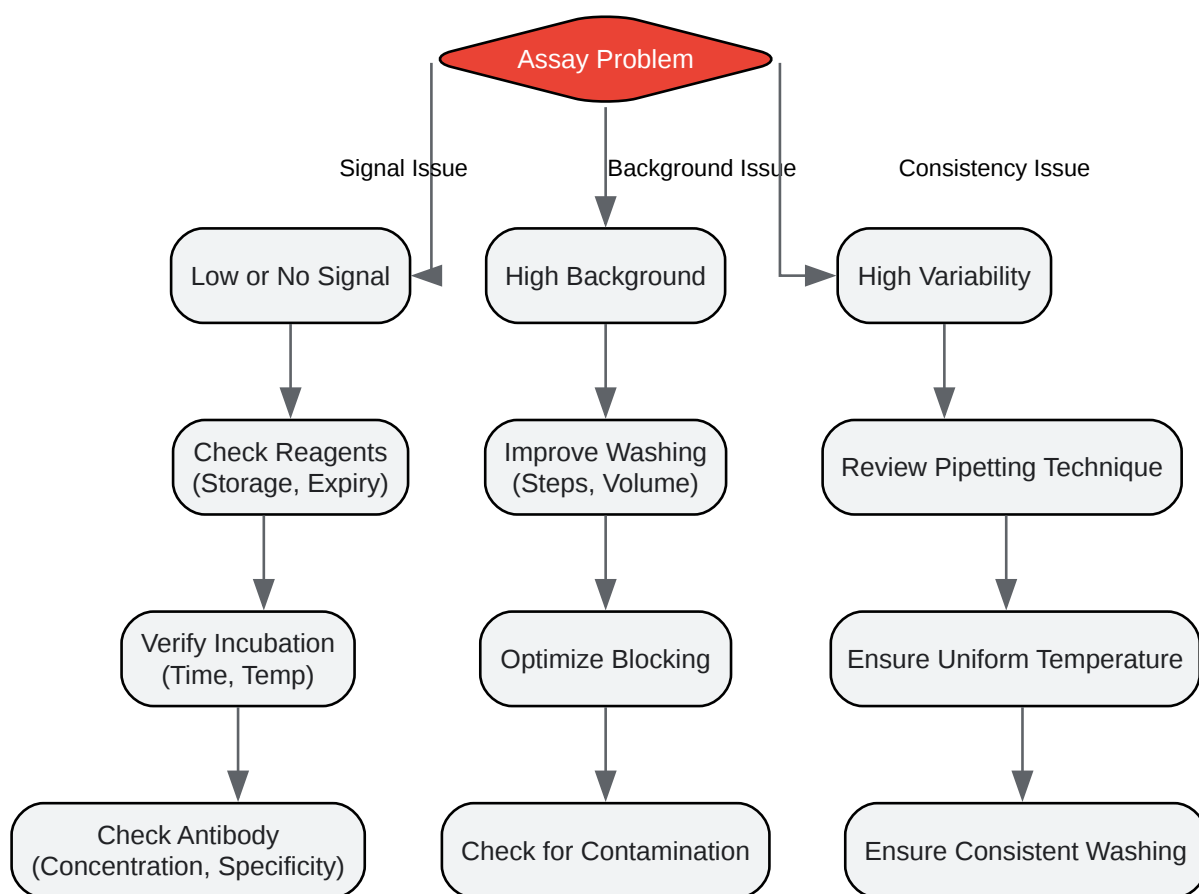 Assay Problem
Signal Issue
Background Issue
Consistency Issue
Low or No Signal
High Background
High Variability
Check Reagents
(Storage, Expiry)
Improve Washing
(Steps, Volume)
Review Pipetting Technique
Verify Incubation
(Time, Temp)
Optimize Blocking
Ensure Uniform Temperature
Check Antibody
(Concentration, Specificity)
Check for Contamination
Ensure Consistent Washing